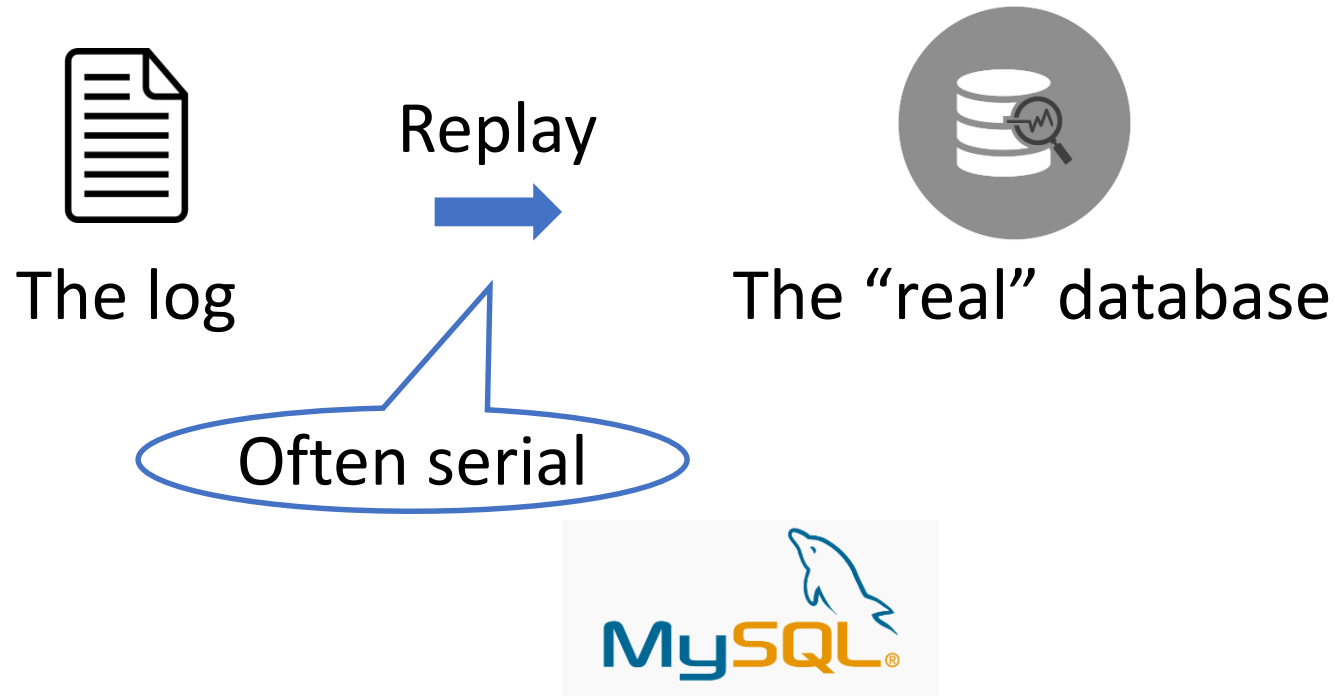 Replay
The log
The “real” database
Often serial
MySQL®